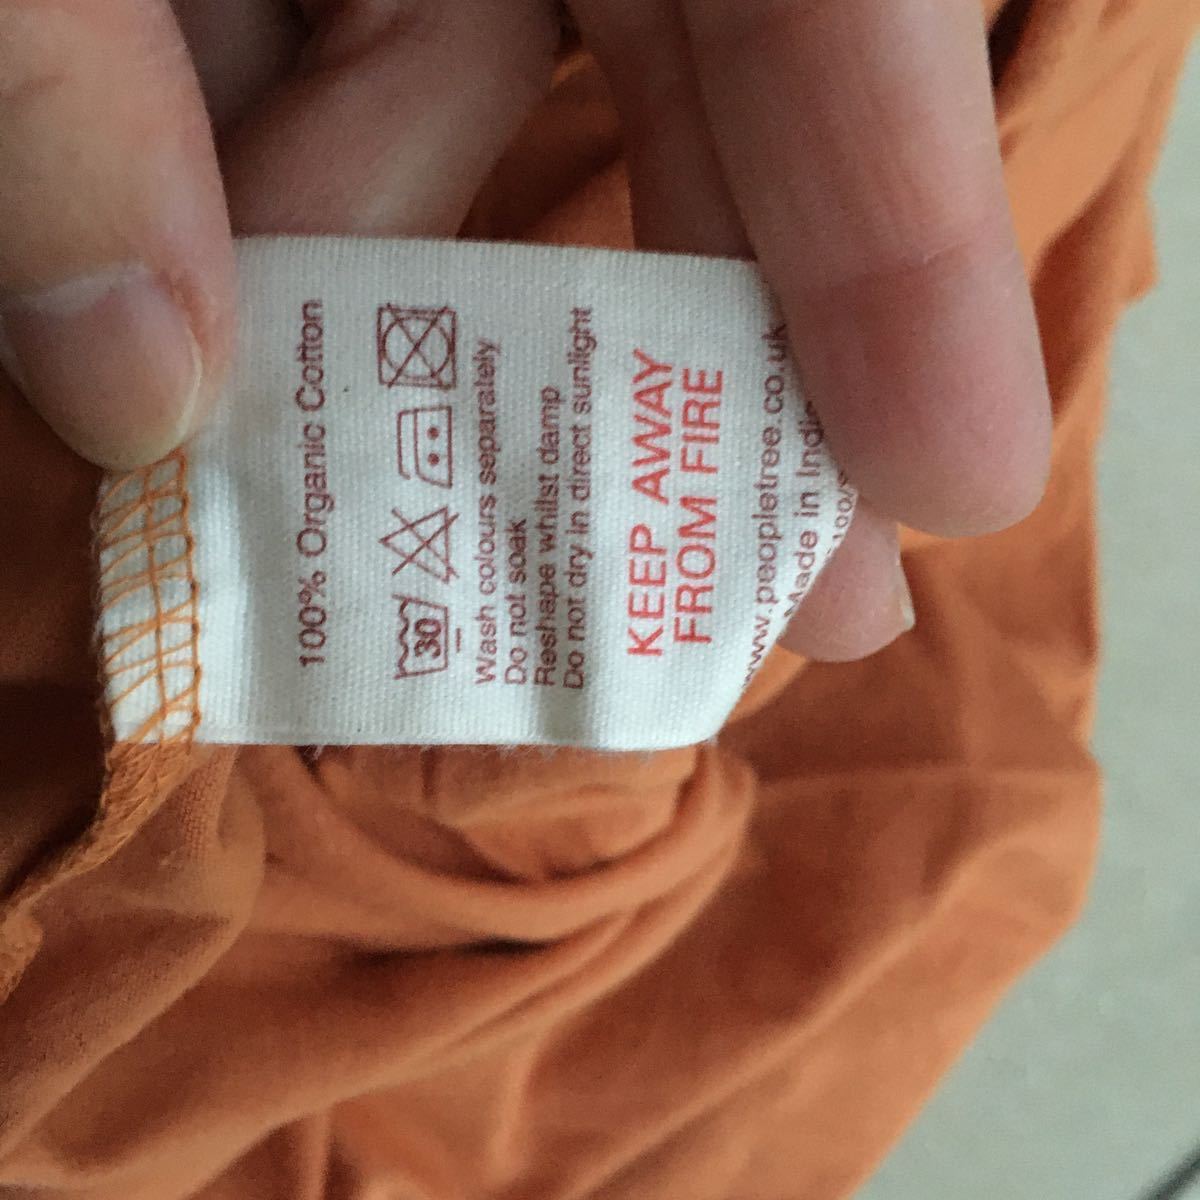 100% Organic Cotton
30
Wash colours separately
Do not soak
Reshape whilst damp
Do not dry in direct sunlight
KEEP AWAY
FROM FIRE
www.peopletree.co.uk
Made in